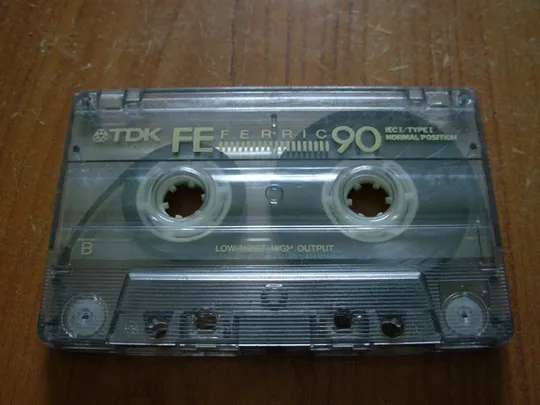 TDK FE FERRIC 90 IEC I/TYPE I
NORMAL POSITION
B
LOW NOISE HIGH OUTPUT